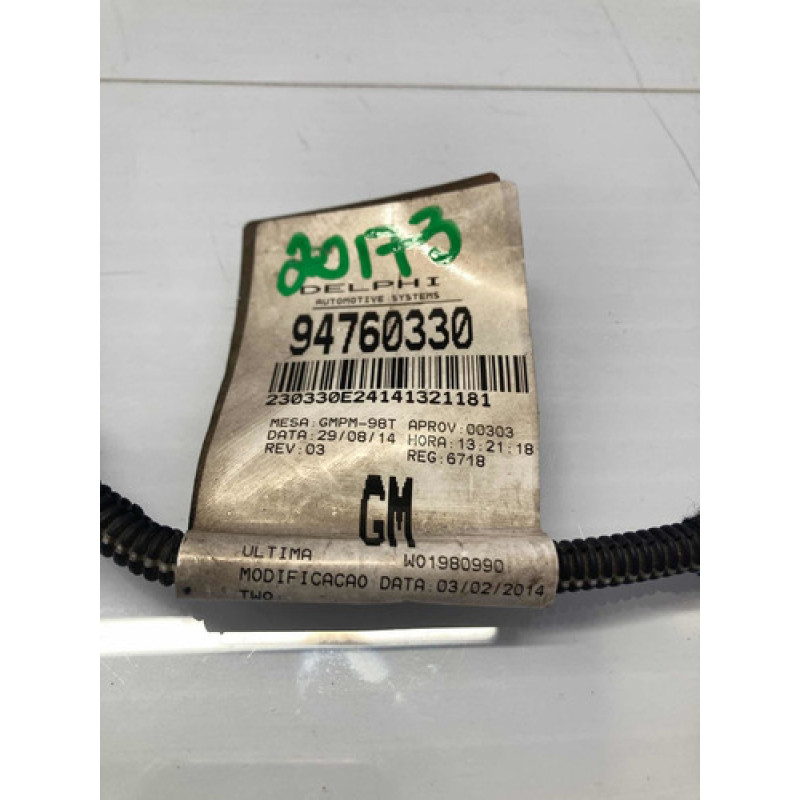 20173
DELPHI
AUTOMOTIVE SYSTEMS
94760330
230330E24141321181
MESA:GMPM-98T APROV:00303
DATA:29/08/14 HORA:13:21:18
REV:03 REG:6718
GM
ULTIMA W01980990
MODIFICACAO DATA:03/02/2014
TWO